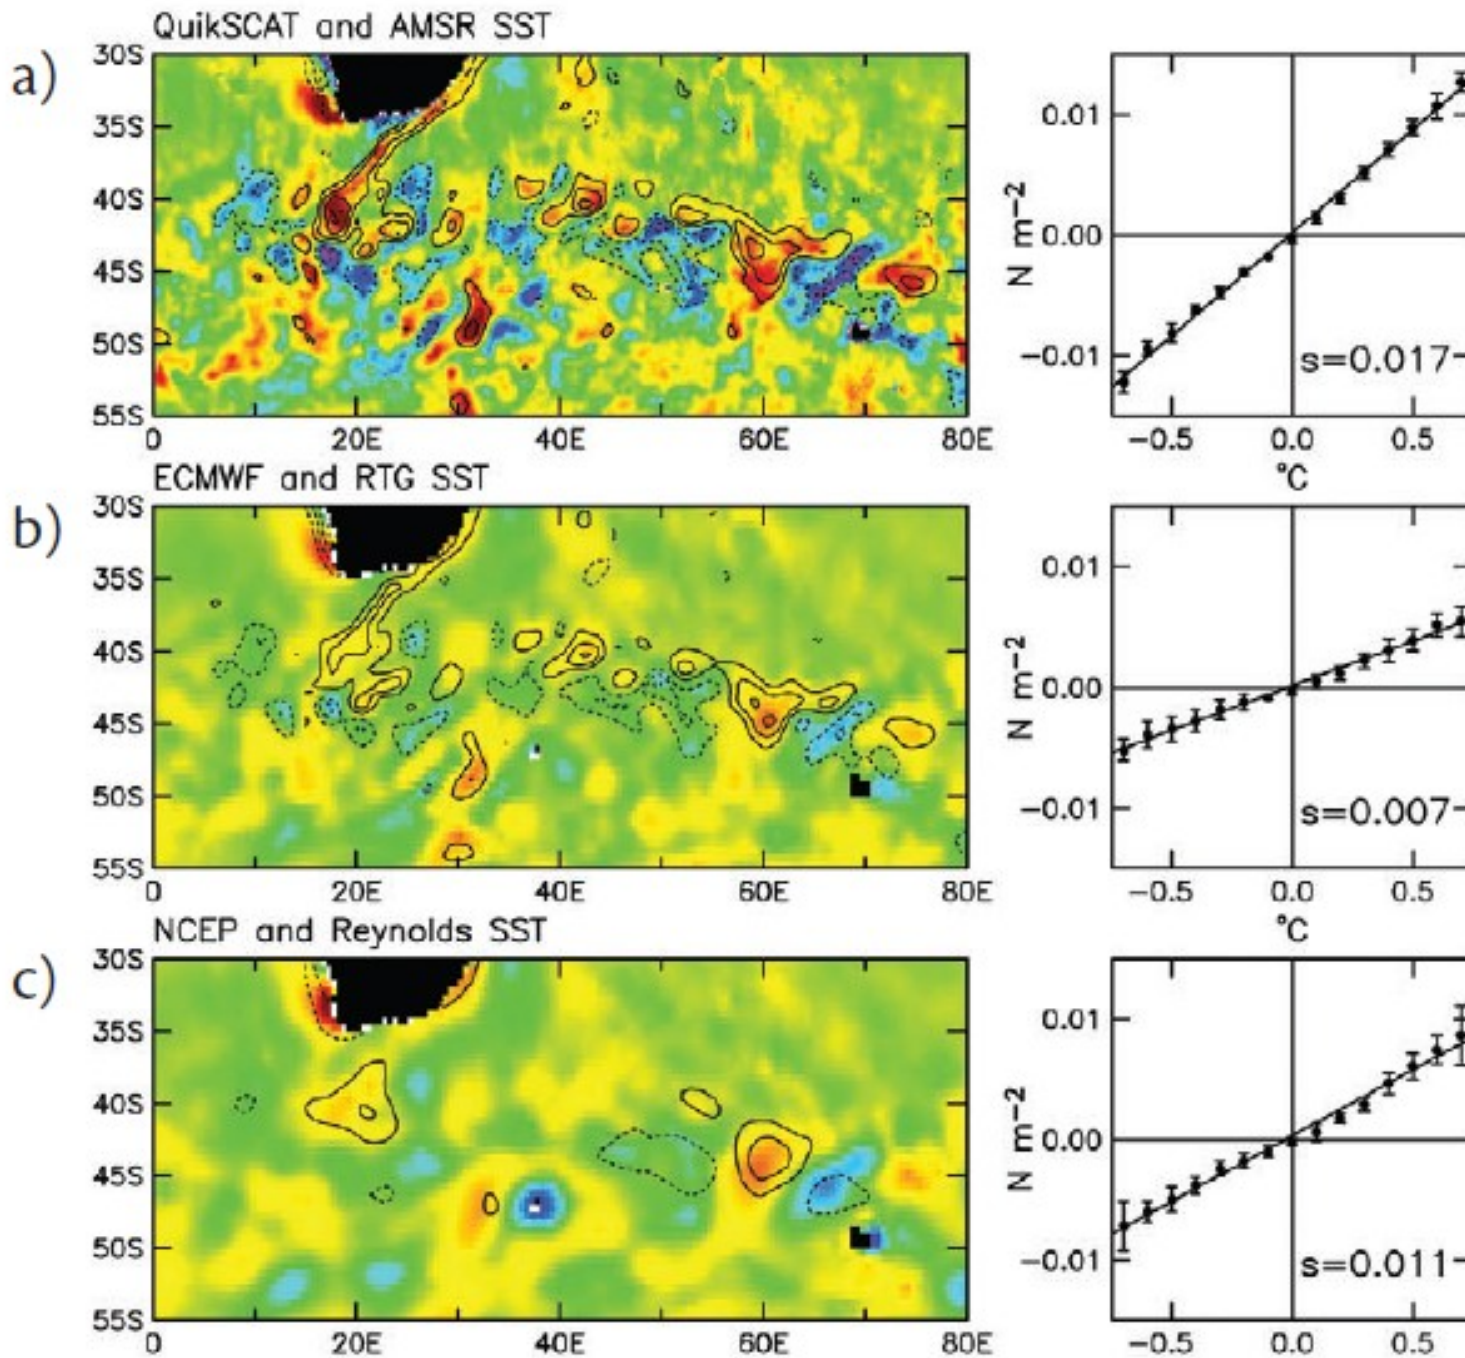 QuikSCAT and AMSR SST
a)
30S
35S
40S
45S
50S
55S
0 20E 40E 60E 80E
0.01
0.00
−0.01
N m−2
s=0.017
−0.5 0.0 0.5
°C
ECMWF and RTG SST
b)
30S
35S
40S
45S
50S
55S
0 20E 40E 60E 80E
0.01
0.00
−0.01
N m−2
s=0.007
−0.5 0.0 0.5
°C
NCEP and Reynolds SST
c)
30S
35S
40S
45S
50S
55S
0 20E 40E 60E 80E
0.01
0.00
−0.01
N m−2
s=0.011
−0.5 0.0 0.5